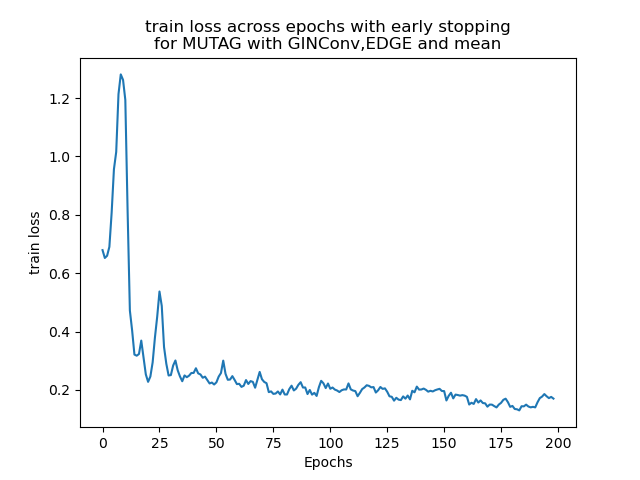 train loss across epochs with early stopping
for MUTAG with GINConv,EDGE and mean
train loss
1.2
1.0
0.8
0.6
0.4
0.2
0 25 50 75 100 125 150 175 200
Epochs